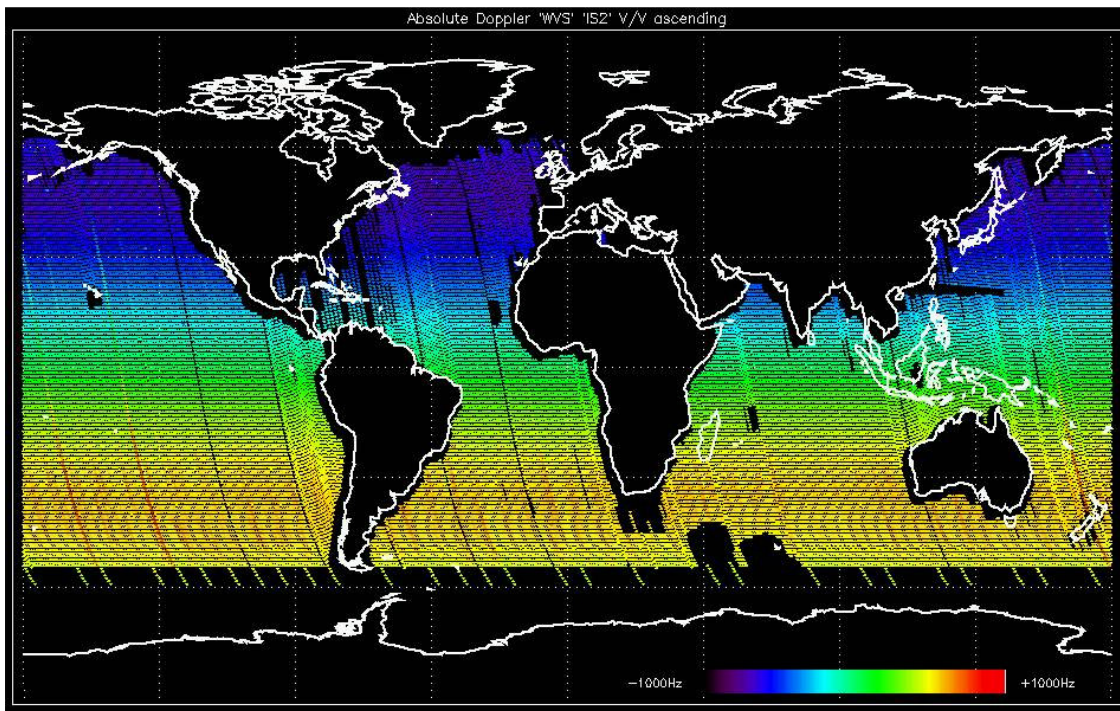 Absolute Doppler 'WVS' 'IS2' V/V ascending
-1000Hz +1000Hz